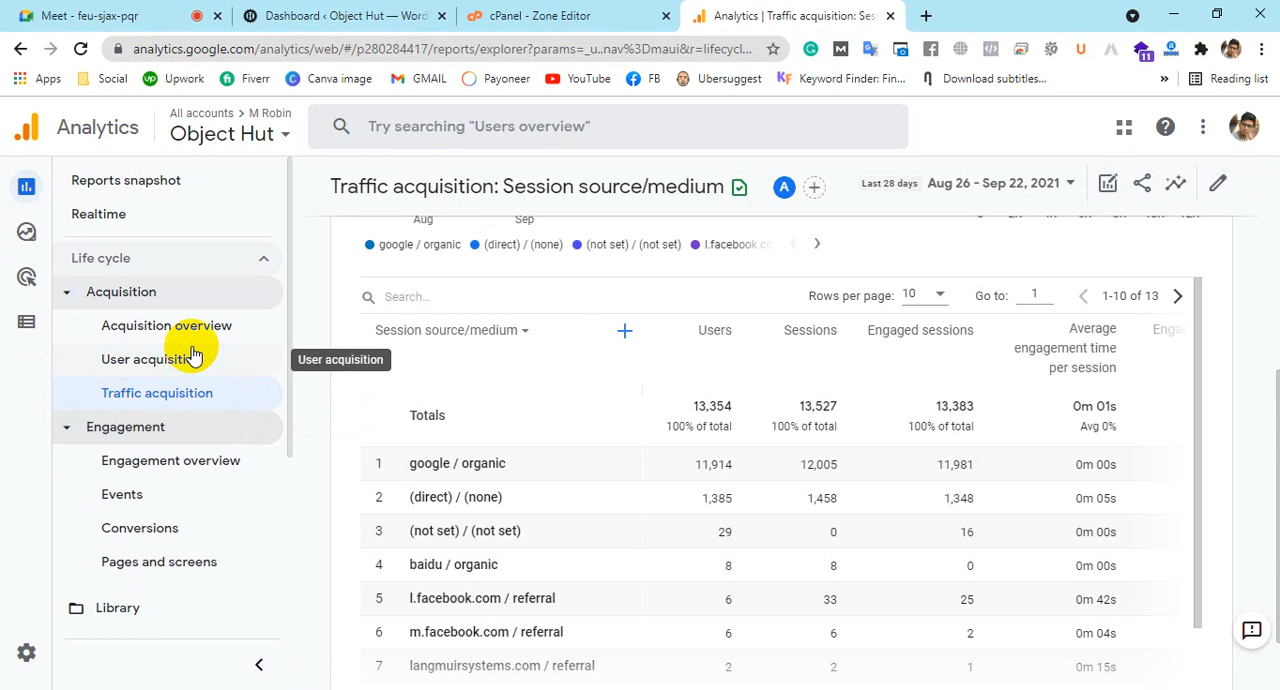 Meet - feu-sjax-pqr
Dashboard ‹ Object Hut — Word
cPanel - Zone Editor
Analytics | Traffic acquisition: Ses
analytics.google.com/analytics/web/#/p280284417/reports/explorer?params=_u..nav%3Dmaui&r=lifecycl...
11
Apps
Social
Upwork
Fiverr
Canva image
GMAIL
Payoneer
YouTube
FB
Ubersuggest
Keyword Finder: Fin...
Download subtitles...
»
Reading list
Analytics
All accounts > M Robin
Object Hut
Try searching "Users overview"
Reports snapshot
Realtime
Life cycle
Acquisition
Acquisition overview
User acquisition
User acquisition
Traffic acquisition
Engagement
Engagement overview
Events
Conversions
Pages and screens
Library
Traffic acquisition: Session source/medium
A
Last 28 days
Aug 26 - Sep 22, 2021
Aug
Sep
google / organic
(direct) / (none)
(not set) / (not set)
l.facebook.c
Search...
Rows per page:
10
Go to:
1
1-10 of 13
Session source/medium
Users
Sessions
Engaged sessions
Average
engagement time
per session
Enga
Totals
13,354
13,527
13,383
0m 01s
100% of total
100% of total
100% of total
Avg 0%
1 google / organic 11,914 12,005 11,981 0m 00s
2 (direct) / (none) 1,385 1,458 1,348 0m 05s
3 (not set) / (not set) 29 0 16 0m 00s
4 baidu / organic 8 8 0 0m 00s
5 l.facebook.com / referral 6 33 25 0m 42s
6 m.facebook.com / referral 6 6 2 0m 04s
7 langmuirsystems.com / referral 2 2 1 0m 15s